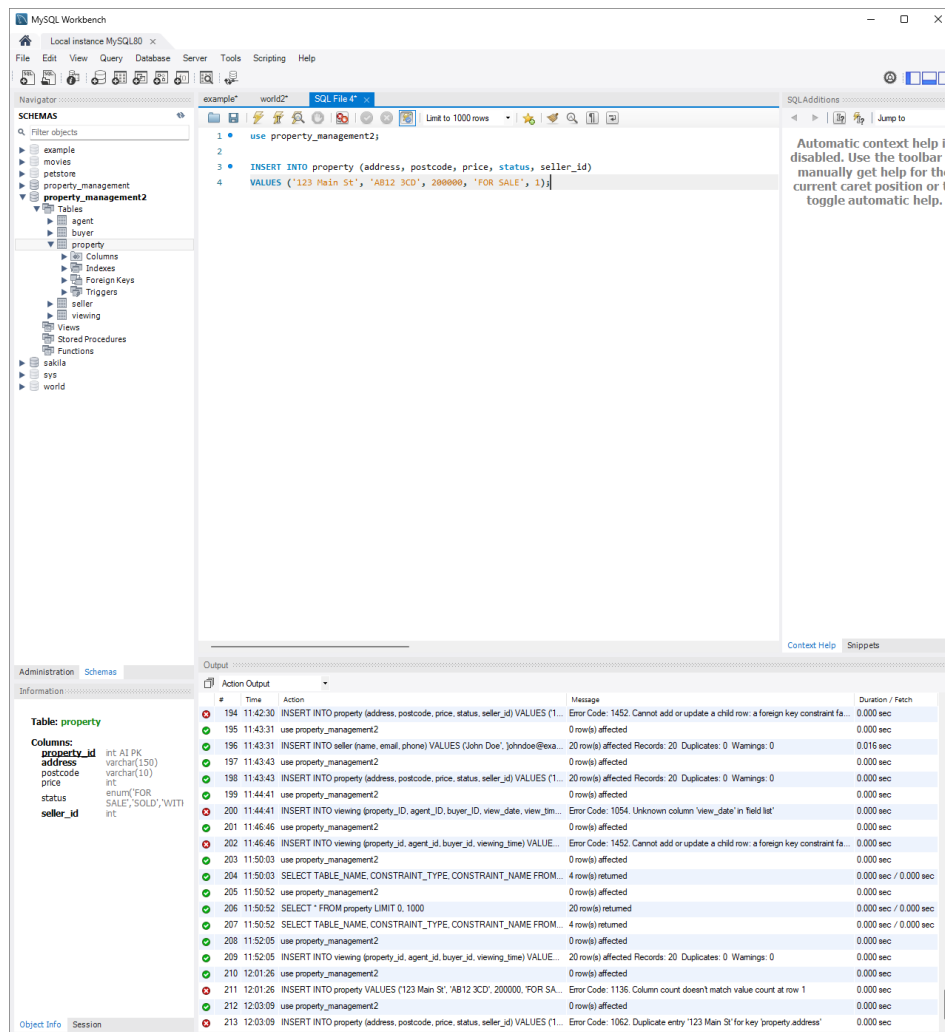 MySQL Workbench
Local instance MySQL80
File Edit View Query Database Server Tools Scripting Help
Navigator
SCHEMAS
Filter objects
example
movies
petstore
property_management
property_management2
Tables
agent
buyer
property
Columns
Indexes
Foreign Keys
Triggers
seller
viewing
Views
Stored Procedures
Functions
sakila
sys
world
Administration Schemas
Information
Table: property
Columns:
property_id int AI PK
address varchar(150)
postcode varchar(10)
price int
status enum('FOR SALE','SOLD','WITH
seller_id int
Object Info Session
example* world2* SQL File 4*
Limit to 1000 rows
1 use property_management2;
2
3 INSERT INTO property (address, postcode, price, status, seller_id)
4 VALUES ('123 Main St', 'AB12 3CD', 200000, 'FOR SALE', 1);
SQLAdditions
Jump to
Automatic context help i
disabled. Use the toolbar
manually get help for the
current caret position or t
toggle automatic help.
Context Help Snippets
Output
Action Output
# Time Action Message Duration / Fetch
194 11:42:30 INSERT INTO property (address, postcode, price, status, seller_id) VALUES ('1... Error Code: 1452. Cannot add or update a child row: a foreign key constraint fa... 0.000 sec
195 11:43:31 use property_management2 0 row(s) affected 0.000 sec
196 11:43:31 INSERT INTO seller (name, email, phone) VALUES ('John Doe', 'johndoe@exa... 20 row(s) affected Records: 20 Duplicates: 0 Warnings: 0 0.016 sec
197 11:43:43 use property_management2 0 row(s) affected 0.000 sec
198 11:43:43 INSERT INTO property (address, postcode, price, status, seller_id) VALUES ('1... 20 row(s) affected Records: 20 Duplicates: 0 Warnings: 0 0.000 sec
199 11:44:41 use property_management2 0 row(s) affected 0.000 sec
200 11:44:41 INSERT INTO viewing (property_ID, agent_ID, buyer_ID, view_date, view_tim... Error Code: 1054. Unknown column 'view_date' in 'field list' 0.000 sec
201 11:46:46 use property_management2 0 row(s) affected 0.000 sec
202 11:46:46 INSERT INTO viewing (property_id, agent_id, buyer_id, viewing_time) VALUE... Error Code: 1452. Cannot add or update a child row: a foreign key constraint fa... 0.000 sec
203 11:50:03 use property_management2 0 row(s) affected 0.000 sec
204 11:50:03 SELECT TABLE_NAME, CONSTRAINT_TYPE, CONSTRAINT_NAME FROM... 4 row(s) returned 0.000 sec / 0.000 sec
205 11:50:52 use property_management2 0 row(s) affected 0.000 sec
206 11:50:52 SELECT * FROM property LIMIT 0, 1000 20 row(s) returned 0.000 sec / 0.000 sec
207 11:50:52 SELECT TABLE_NAME, CONSTRAINT_TYPE, CONSTRAINT_NAME FROM... 4 row(s) returned 0.000 sec / 0.000 sec
208 11:52:05 use property_management2 0 row(s) affected 0.000 sec
209 11:52:05 INSERT INTO viewing (property_id, agent_id, buyer_id, viewing_time) VALUE... 20 row(s) affected Records: 20 Duplicates: 0 Warnings: 0 0.000 sec
210 12:01:26 use property_management2 0 row(s) affected 0.000 sec
211 12:01:26 INSERT INTO property VALUES ('123 Main St', 'AB12 3CD', 200000, 'FOR SA... Error Code: 1136. Column count doesn't match value count at row 1 0.000 sec
212 12:03:09 use property_management2 0 row(s) affected 0.000 sec
213 12:03:09 INSERT INTO property (address, postcode, price, status, seller_id) VALUES ('1... Error Code: 1062. Duplicate entry '123 Main St' for key 'property.address' 0.000 sec